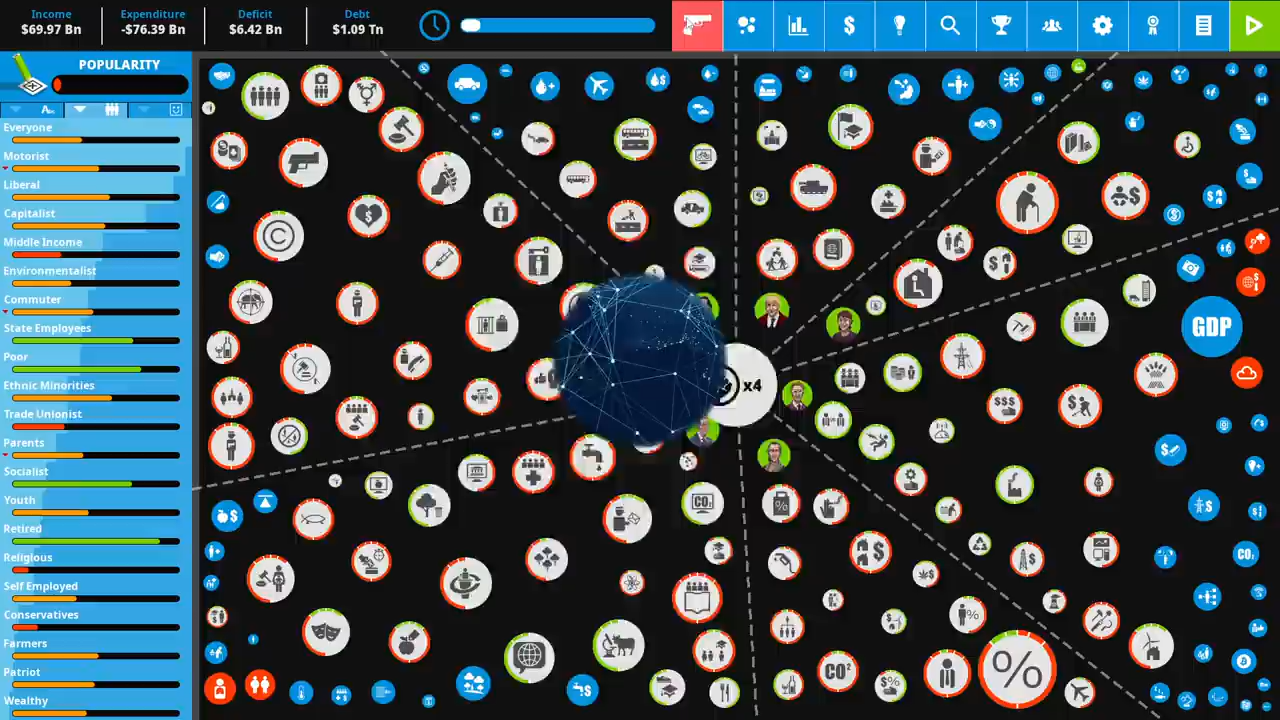 Income
$69.97 Bn
Expenditure
-$76.39 Bn
Deficit
$6.42 Bn
Debt
$1.09 Tn
POPULARITY
Everyone
Motorist
Liberal
Capitalist
Middle Income
Environmentalist
Commuter
State Employees
Poor
Ethnic Minorities
Trade Unionist
Parents
Socialist
Youth
Retired
Religious
Self Employed
Conservatives
Farmers
Patriot
Wealthy
x4
GDP
CO₂
CO₂
CO²
%